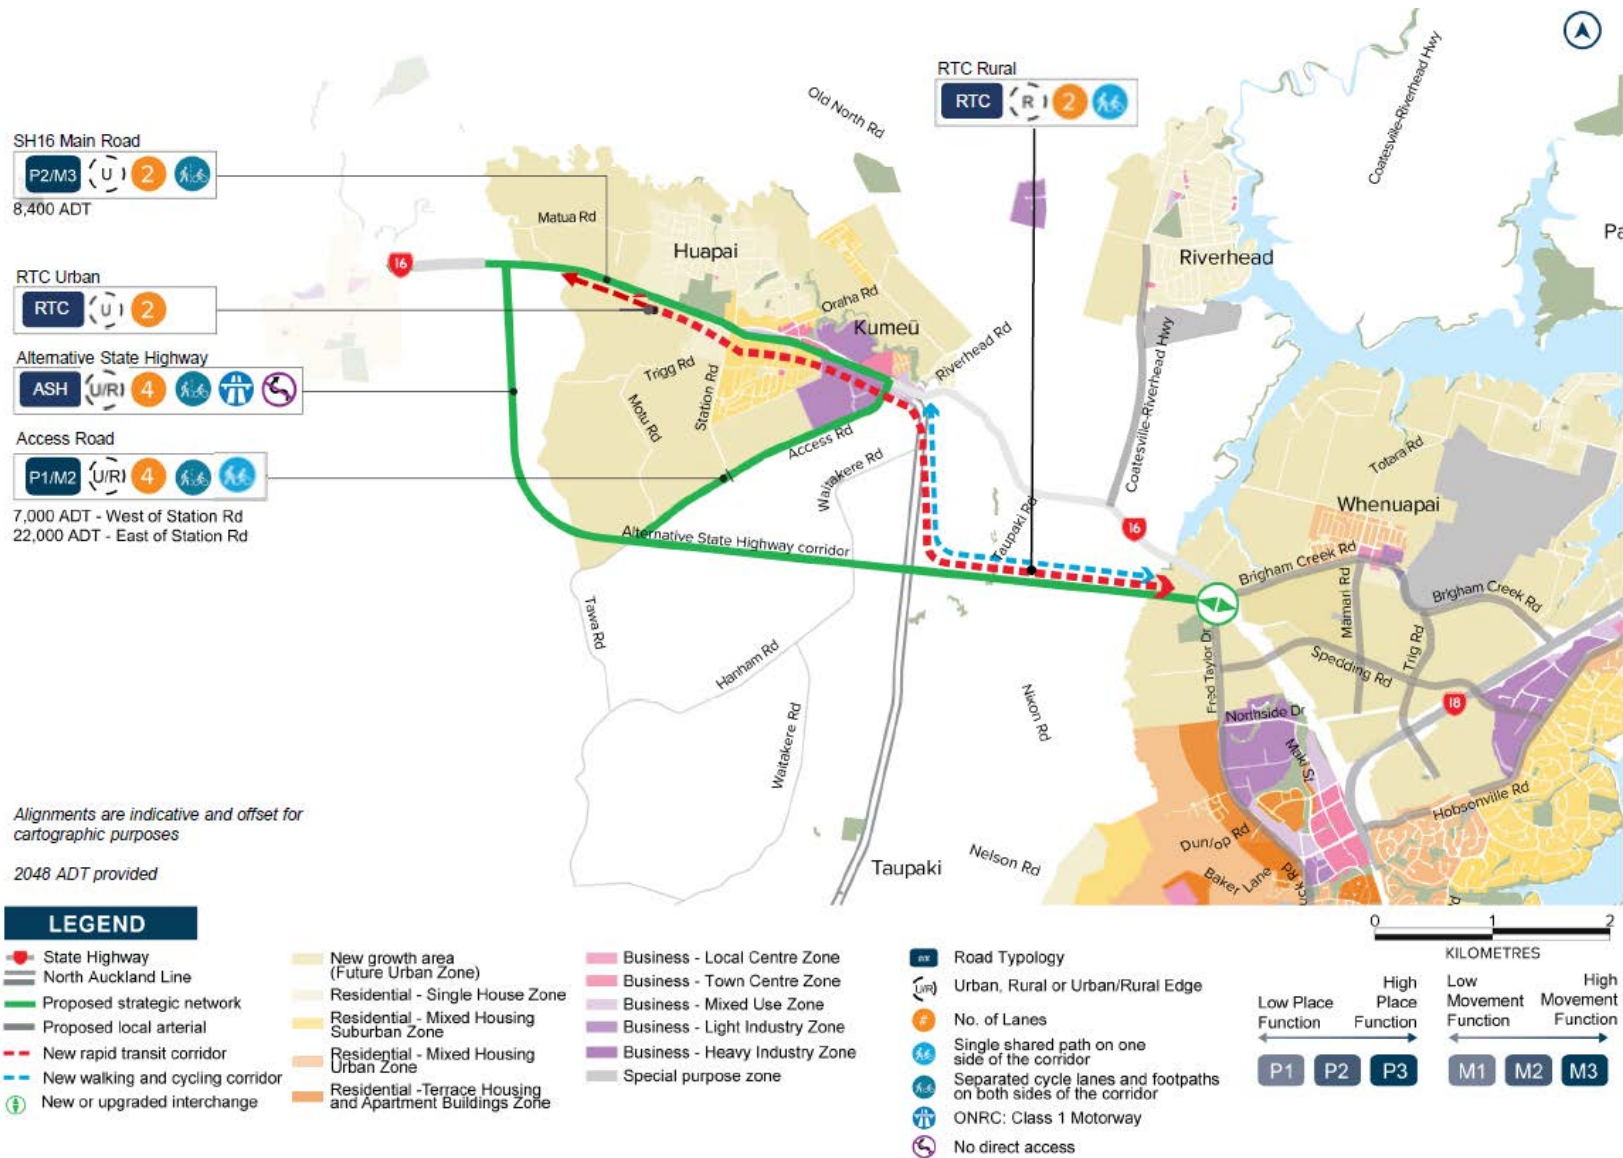 RTC Rural
RTC R 2
Old North Rd
Coatesville-Riverhead Hwy
SH16 Main Road
P2/M3 U 2
8,400 ADT
Matua Rd
Huapai
Riverhead
16
RTC Urban
RTC U 2
Oraha Rd
Kumeū
Riverhead Rd
Alternative State Highway
ASH U/R 4
Trigg Rd
Station Rd
Motu Rd
Coatesville-Riverhead Hwy
Access Road
P1/M2 U/R 4
7,000 ADT - West of Station Rd
22,000 ADT - East of Station Rd
Access Rd
Waitakere Rd
Totara Rd
Whenuapai
Taupaki Rd
16
Alternative State Highway corridor
Brigham Creek Rd
Brigham Creek Rd
Mamari Rd
Trig Rd
Tawa Rd
Hanham Rd
Fred Taylor Dr
Spedding Rd
Nixon Rd
18
Northside Dr
Waitakere Rd
Maki St
Hobsonville Rd
Alignments are indicative and offset for
cartographic purposes
2048 ADT provided
Dunlop Rd
Taupaki
Nelson Rd
Baker Lane
LEGEND
State Highway
North Auckland Line
Proposed strategic network
Proposed local arterial
New rapid transit corridor
New walking and cycling corridor
New or upgraded interchange
New growth area
(Future Urban Zone)
Residential - Single House Zone
Residential - Mixed Housing
Suburban Zone
Residential - Mixed Housing
Urban Zone
Residential -Terrace Housing
and Apartment Buildings Zone
Business - Local Centre Zone
Business - Town Centre Zone
Business - Mixed Use Zone
Business - Light Industry Zone
Business - Heavy Industry Zone
Special purpose zone
Road Typology
U/R Urban, Rural or Urban/Rural Edge
# No. of Lanes
Single shared path on one
side of the corridor
Separated cycle lanes and footpaths
on both sides of the corridor
ONRC: Class 1 Motorway
No direct access
0 1 2
KILOMETRES
Low Place
Function
High
Place
Function
Low
Movement
Function
High
Movement
Function
P1 P2 P3
M1 M2 M3